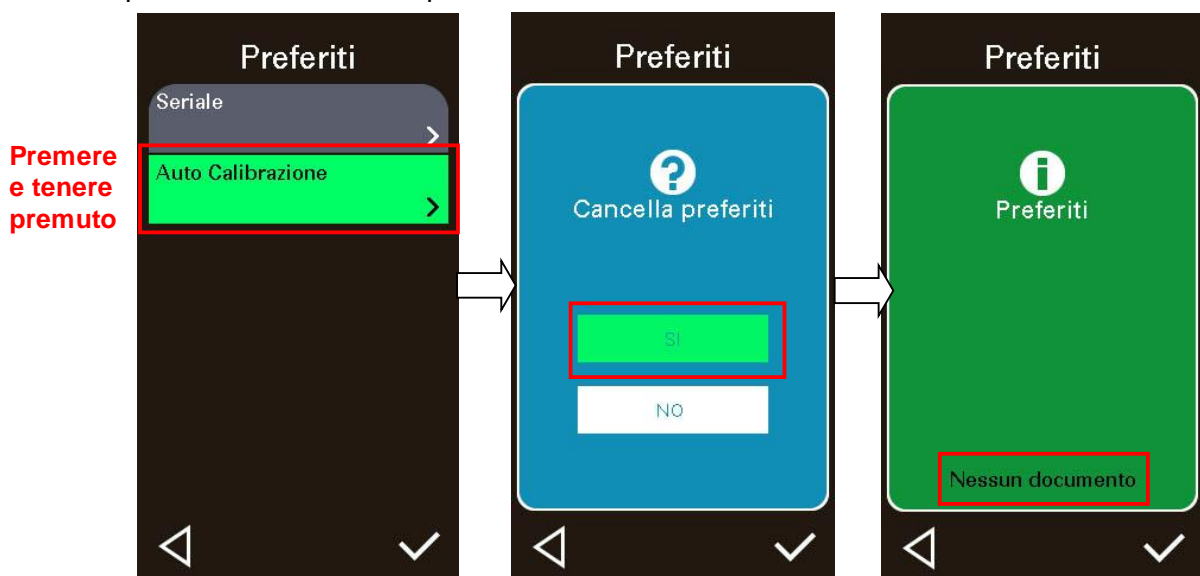 Premere
e tenere
premuto
Preferiti
Seriale
Auto Calibrazione
Preferiti
Cancella preferiti
SI
NO
Preferiti
Preferiti
Nessun documento